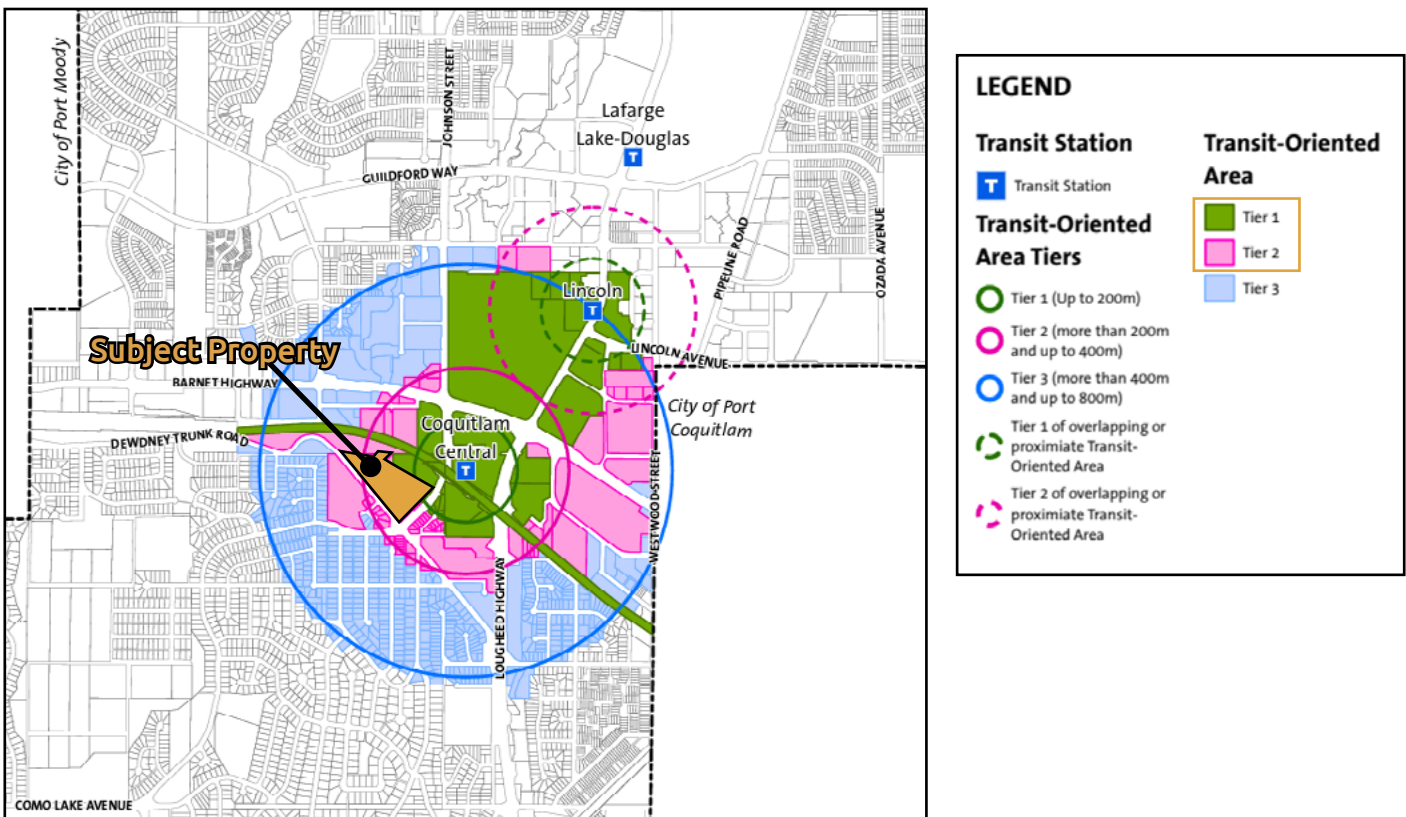 City of Port Moody
JOHNSON STREET
Lafarge
Lake-Douglas
T
GUILDFORD WAY
PIPELINE ROAD
OZADA AVENUE
Lincoln
T
Subject Property
LINCOLN AVENUE
BARNET HIGHWAY
City of Port
Coquitlam
Coquitlam
Central
T
DEWDNEY TRUNK ROAD
WESTWOOD STREET
LOUGHEED HIGHWAY
COMO LAKE AVENUE
LEGEND
Transit Station
T Transit Station
Transit-Oriented
Area Tiers
Tier 1 (Up to 200m)
Tier 2 (more than 200m
and up to 400m)
Tier 3 (more than 400m
and up to 800m)
Tier 1 of overlapping or
proximiate Transit-
Oriented Area
Tier 2 of overlapping or
proximiate Transit-
Oriented Area
Transit-Oriented
Area
Tier 1
Tier 2
Tier 3